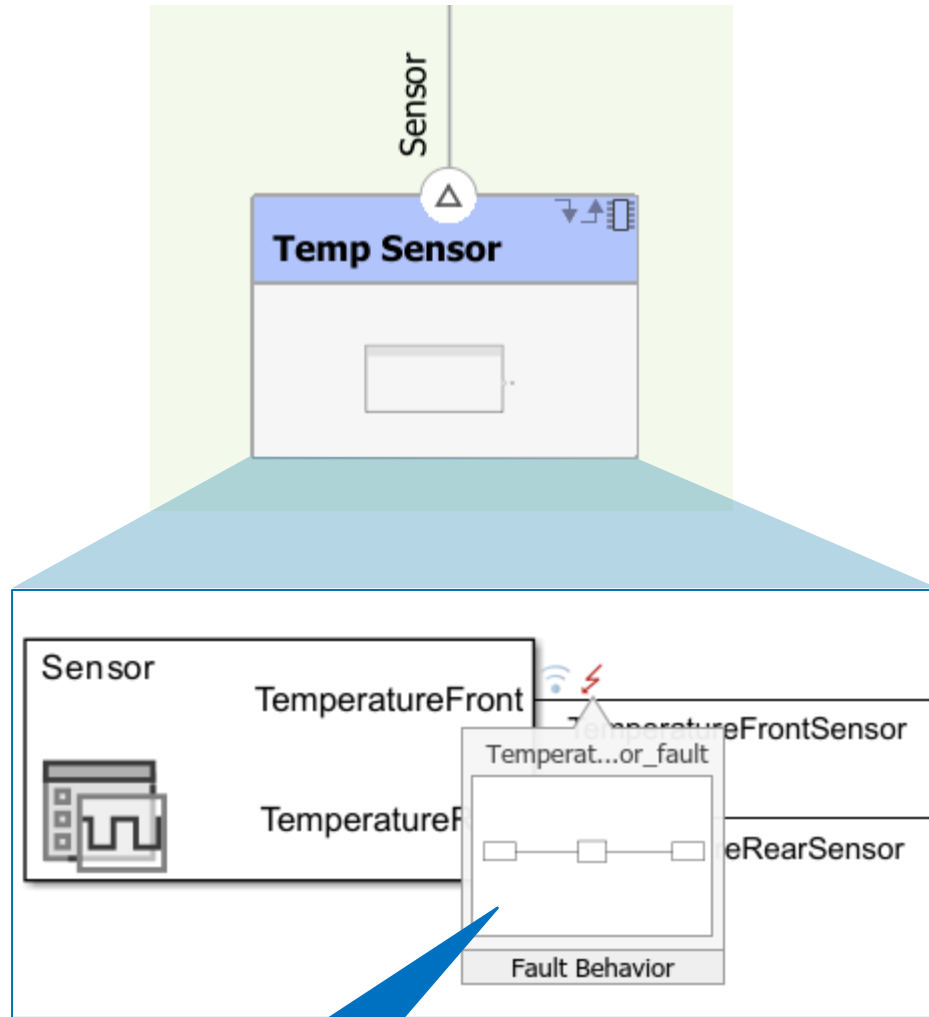 Sensor
Temp Sensor
Sensor
TemperatureFront
TemperatureFrontSensor
Temperat...or_fault
TemperatureR
eRearSensor
Fault Behavior